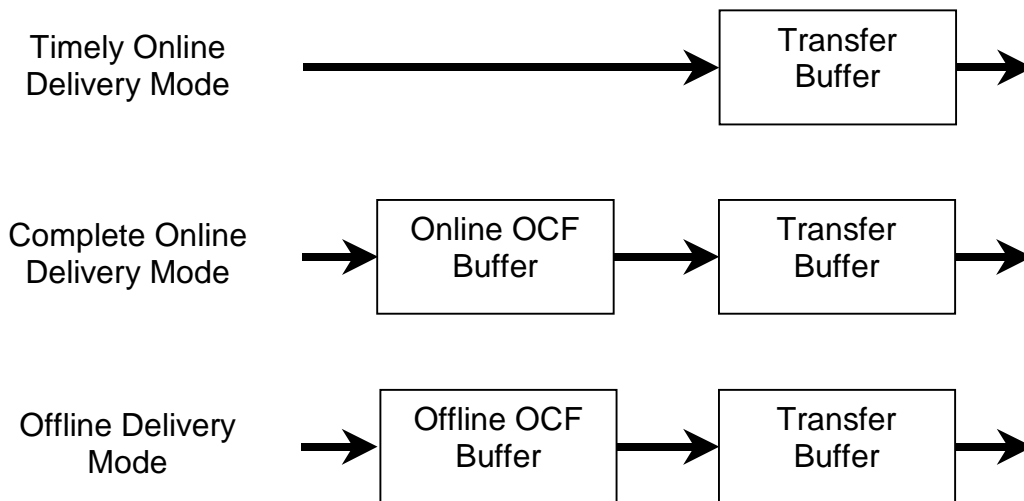 Timely Online
Delivery Mode
Transfer
Buffer
Complete Online
Delivery Mode
Online OCF
Buffer
Transfer
Buffer
Offline Delivery
Mode
Offline OCF
Buffer
Transfer
Buffer